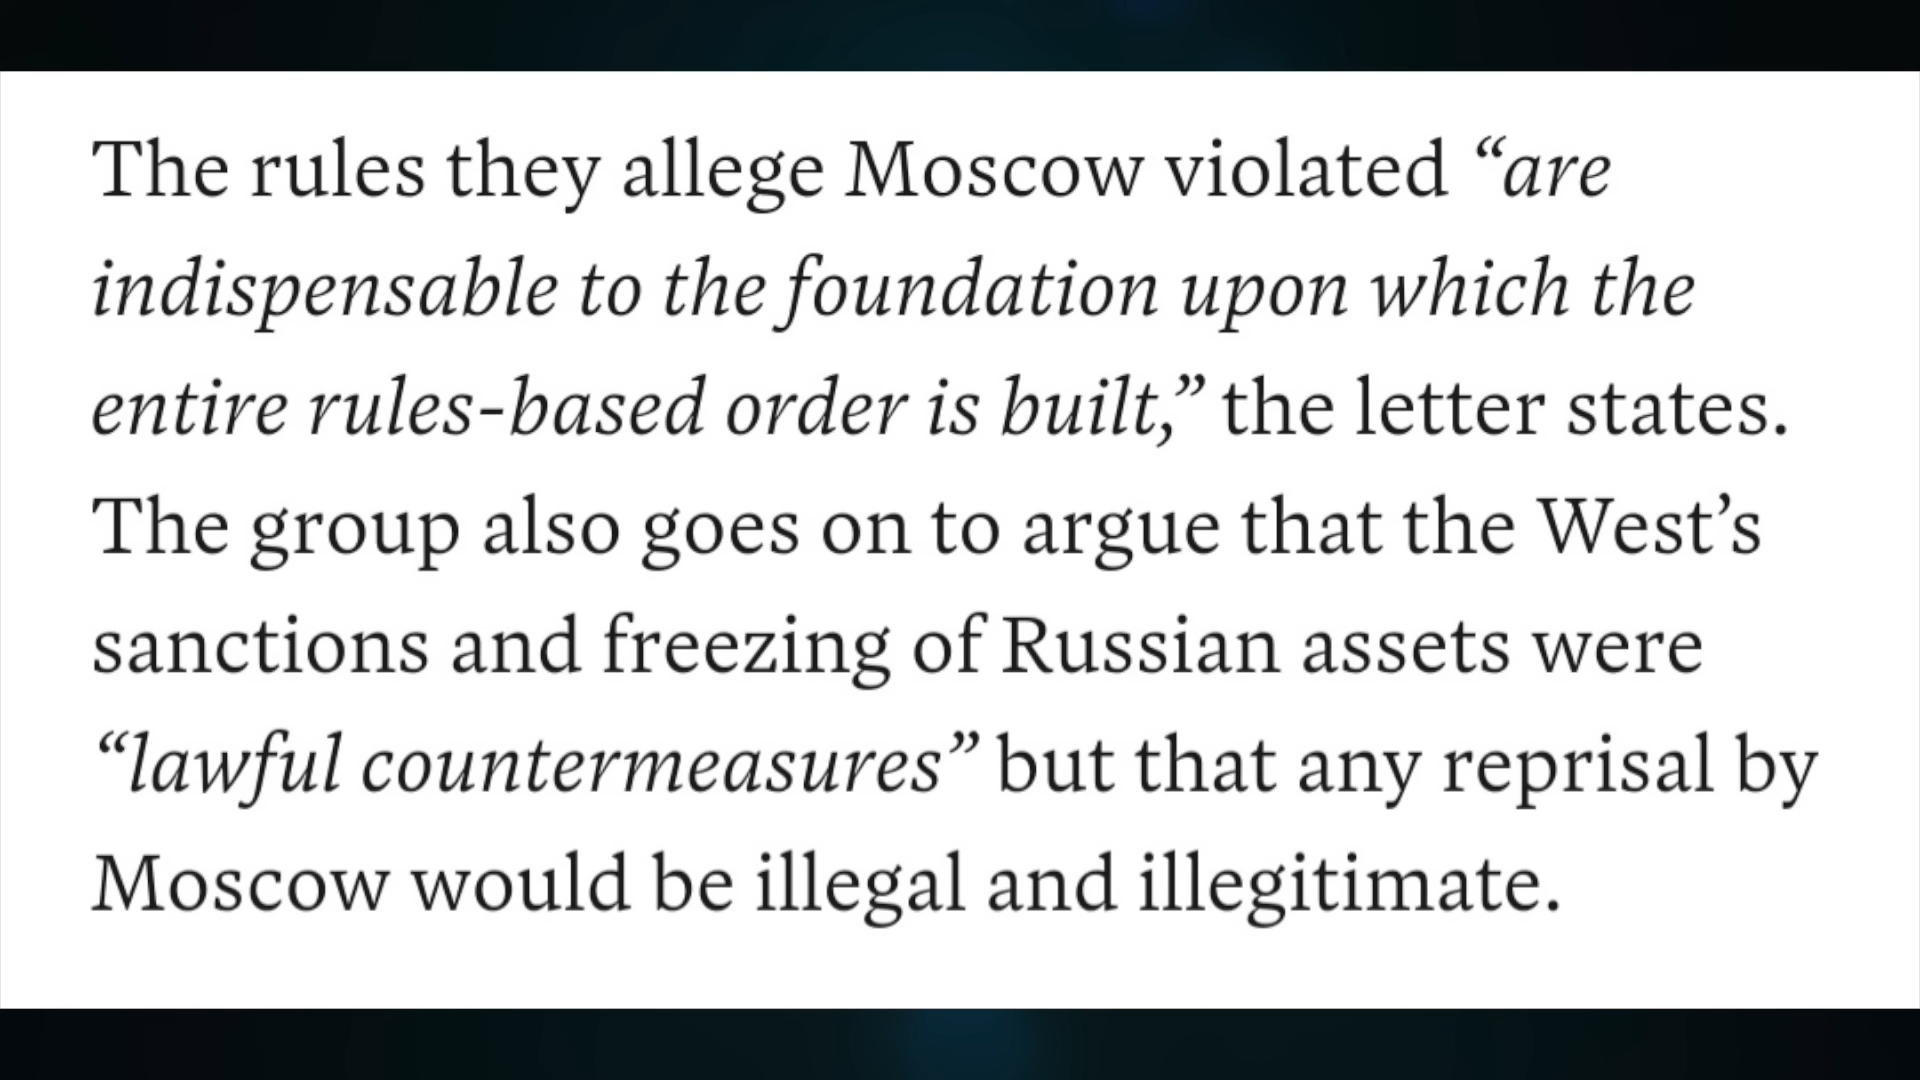 The rules they allege Moscow violated “are
indispensable to the foundation upon which the
entire rules-based order is built,” the letter states.
The group also goes on to argue that the West’s
sanctions and freezing of Russian assets were
“lawful countermeasures” but that any reprisal by
Moscow would be illegal and illegitimate.